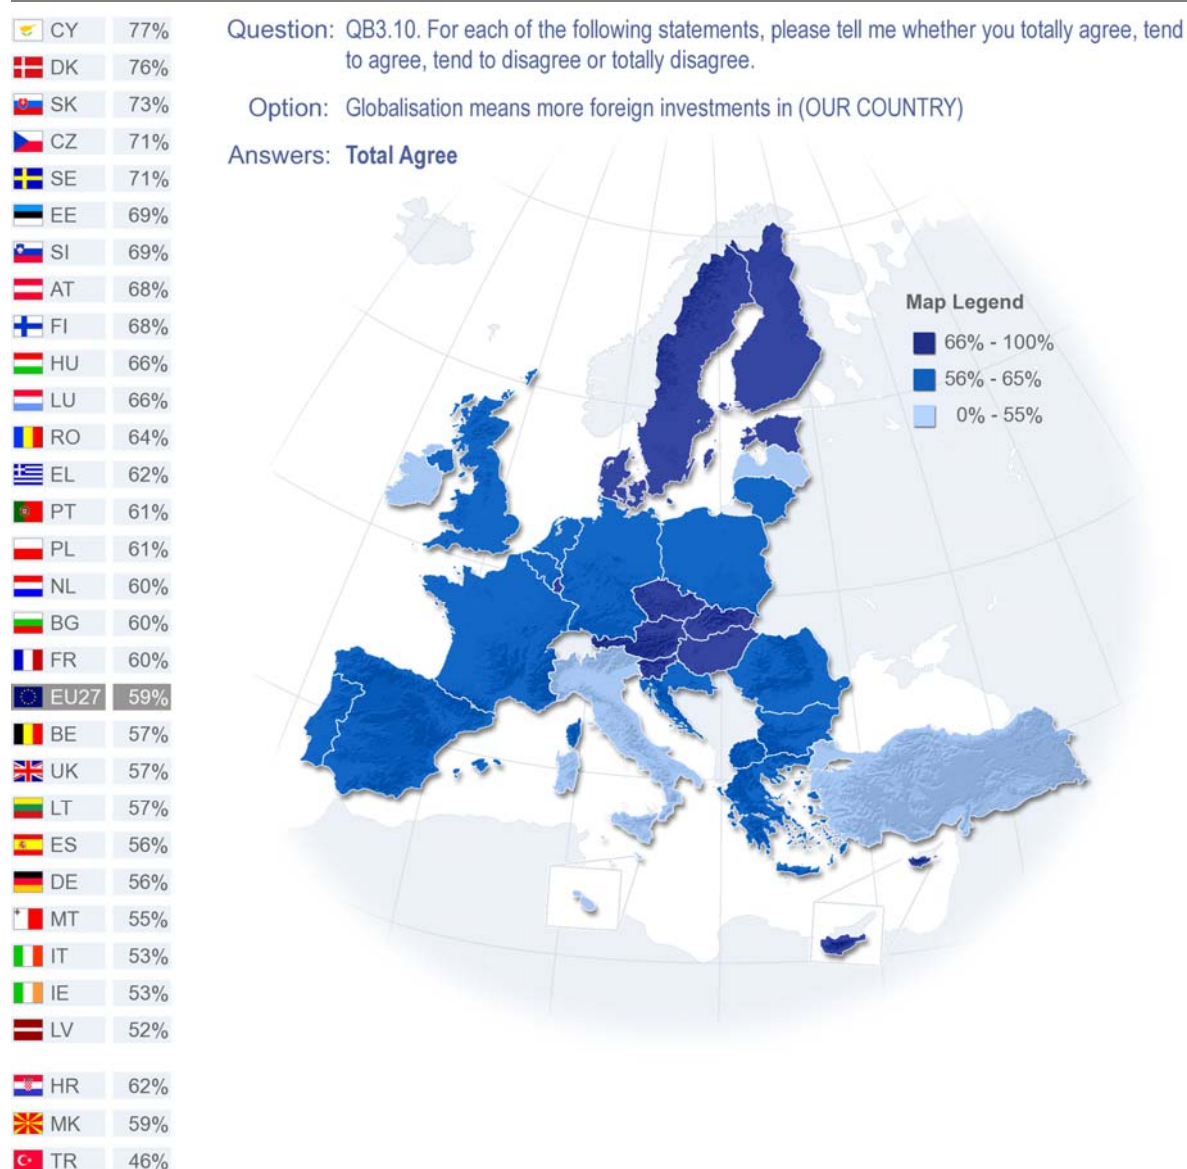 CY 77%
DK 76%
SK 73%
CZ 71%
SE 71%
EE 69%
SI 69%
AT 68%
FI 68%
HU 66%
LU 66%
RO 64%
EL 62%
PT 61%
PL 61%
NL 60%
BG 60%
FR 60%
EU27 59%
BE 57%
UK 57%
LT 57%
ES 56%
DE 56%
MT 55%
IT 53%
IE 53%
LV 52%
HR 62%
MK 59%
TR 46%
Question: QB3.10. For each of the following statements, please tell me whether you totally agree, tend
to agree, tend to disagree or totally disagree.
Option: Globalisation means more foreign investments in (OUR COUNTRY)
Answers: Total Agree
Map Legend
66% - 100%
56% - 65%
0% - 55%